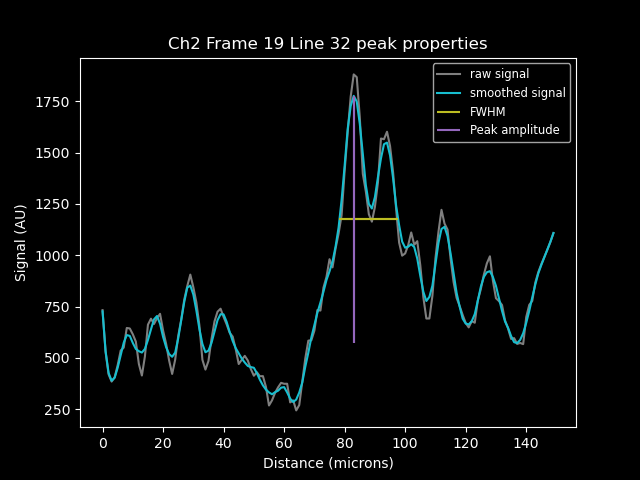 Ch2 Frame 19 Line 32 peak properties
raw signal
smoothed signal
FWHM
Peak amplitude
Signal (AU)
1750
1500
1250
1000
750
500
250
0 20 40 60 80 100 120 140
Distance (microns)